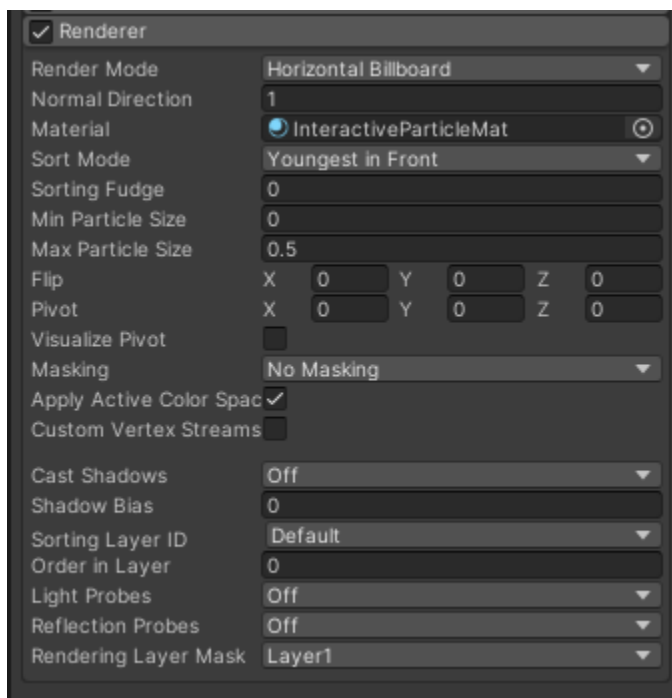 Renderer
Render Mode Horizontal Billboard
Normal Direction 1
Material InteractiveParticleMat
Sort Mode Youngest in Front
Sorting Fudge 0
Min Particle Size 0
Max Particle Size 0.5
Flip X 0 Y 0 Z 0
Pivot X 0 Y 0 Z 0
Visualize Pivot
Masking No Masking
Apply Active Color Spac
Custom Vertex Streams
Cast Shadows Off
Shadow Bias 0
Sorting Layer ID Default
Order in Layer 0
Light Probes Off
Reflection Probes Off
Rendering Layer Mask Layer1